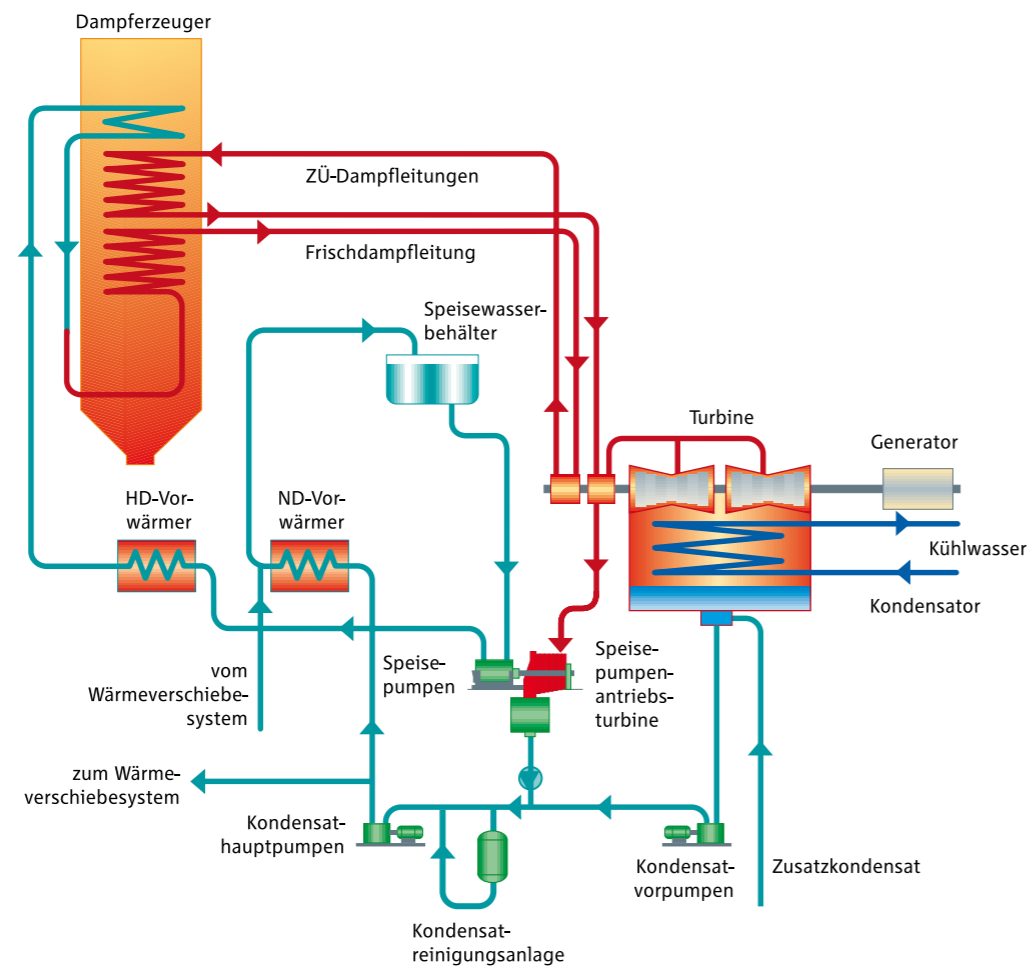 Dampferzeuger
ZÜ-Dampfleitungen
Frischdampfleitung
Speisewasser-
behälter
Turbine
Generator
HD-Vor-
wärmer
ND-Vor-
wärmer
Kühlwasser
Kondensator
vom
Wärmeverschiebe-
system
Speise-
pumpen
Speise-
pumpen-
antriebs-
turbine
zum Wärme-
verschiebesystem
Kondensat-
hauptpumpen
Kondensat-
vorpumpen
Zusatzkondensat
Kondensat-
reinigungsanlage